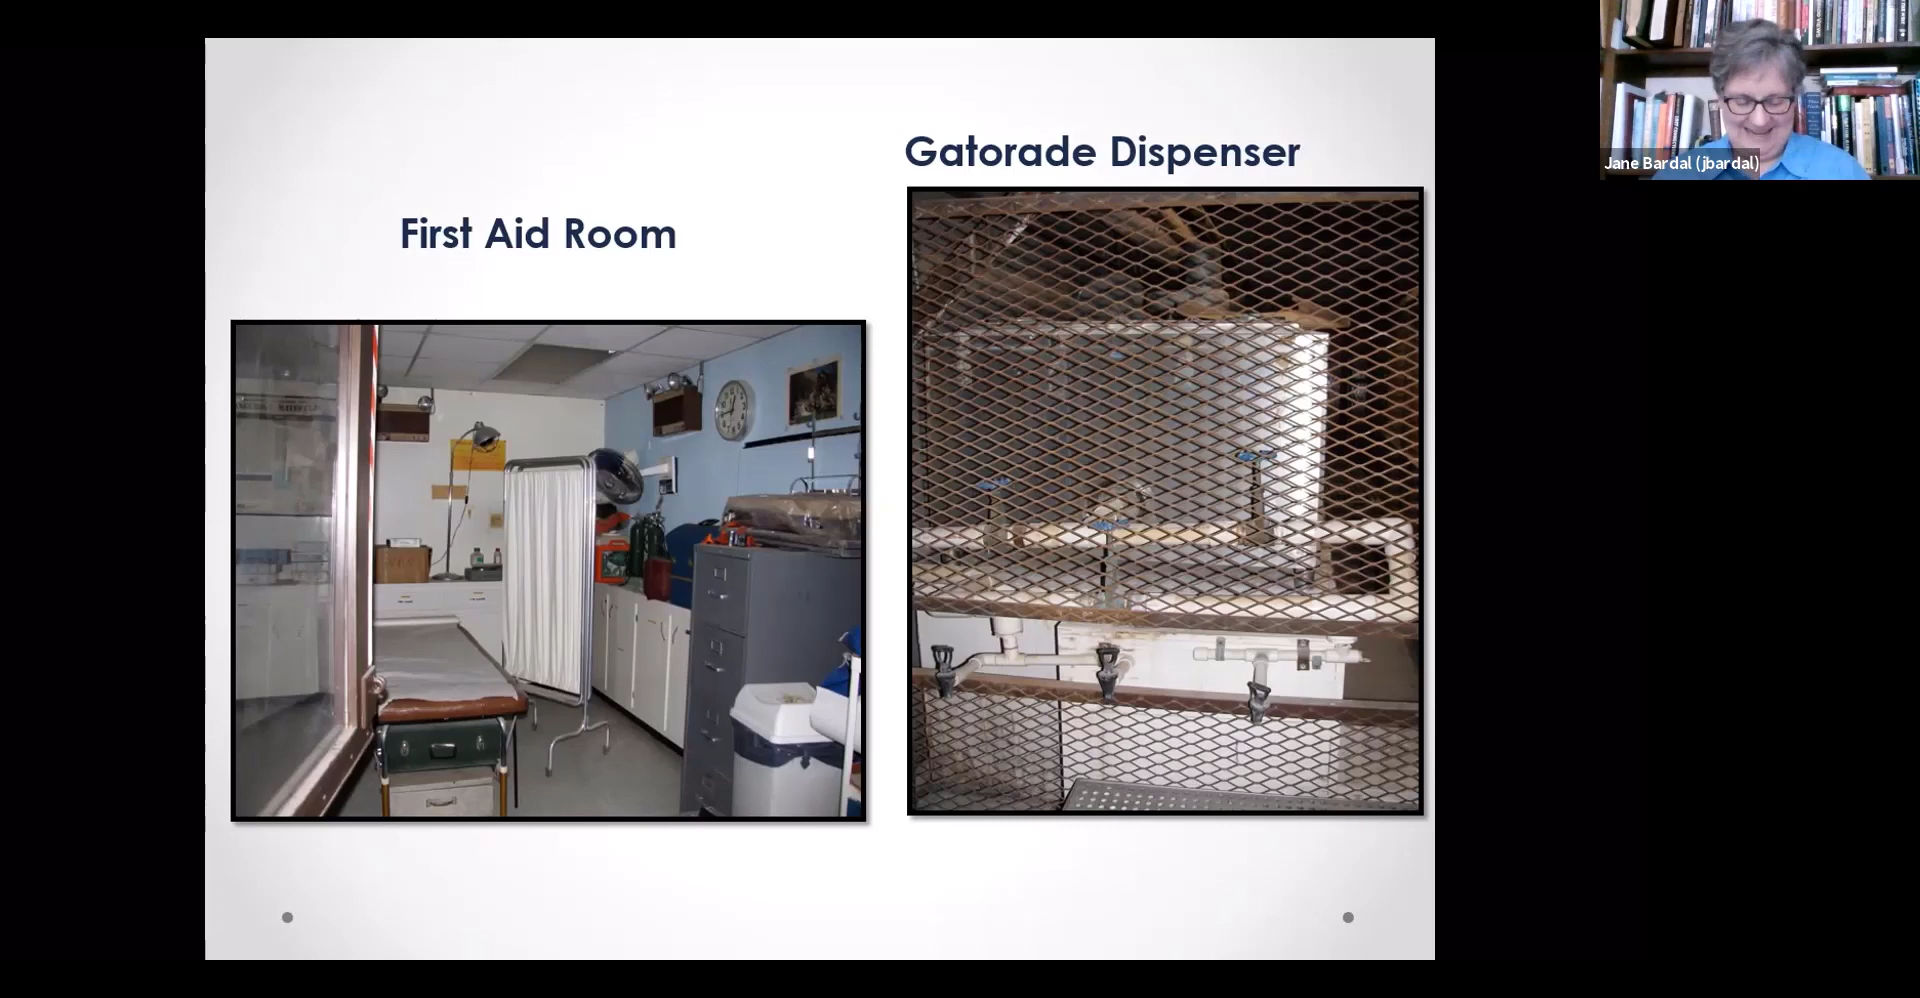 Gatorade Dispenser
First Aid Room
Jane Bardal (jbardal)